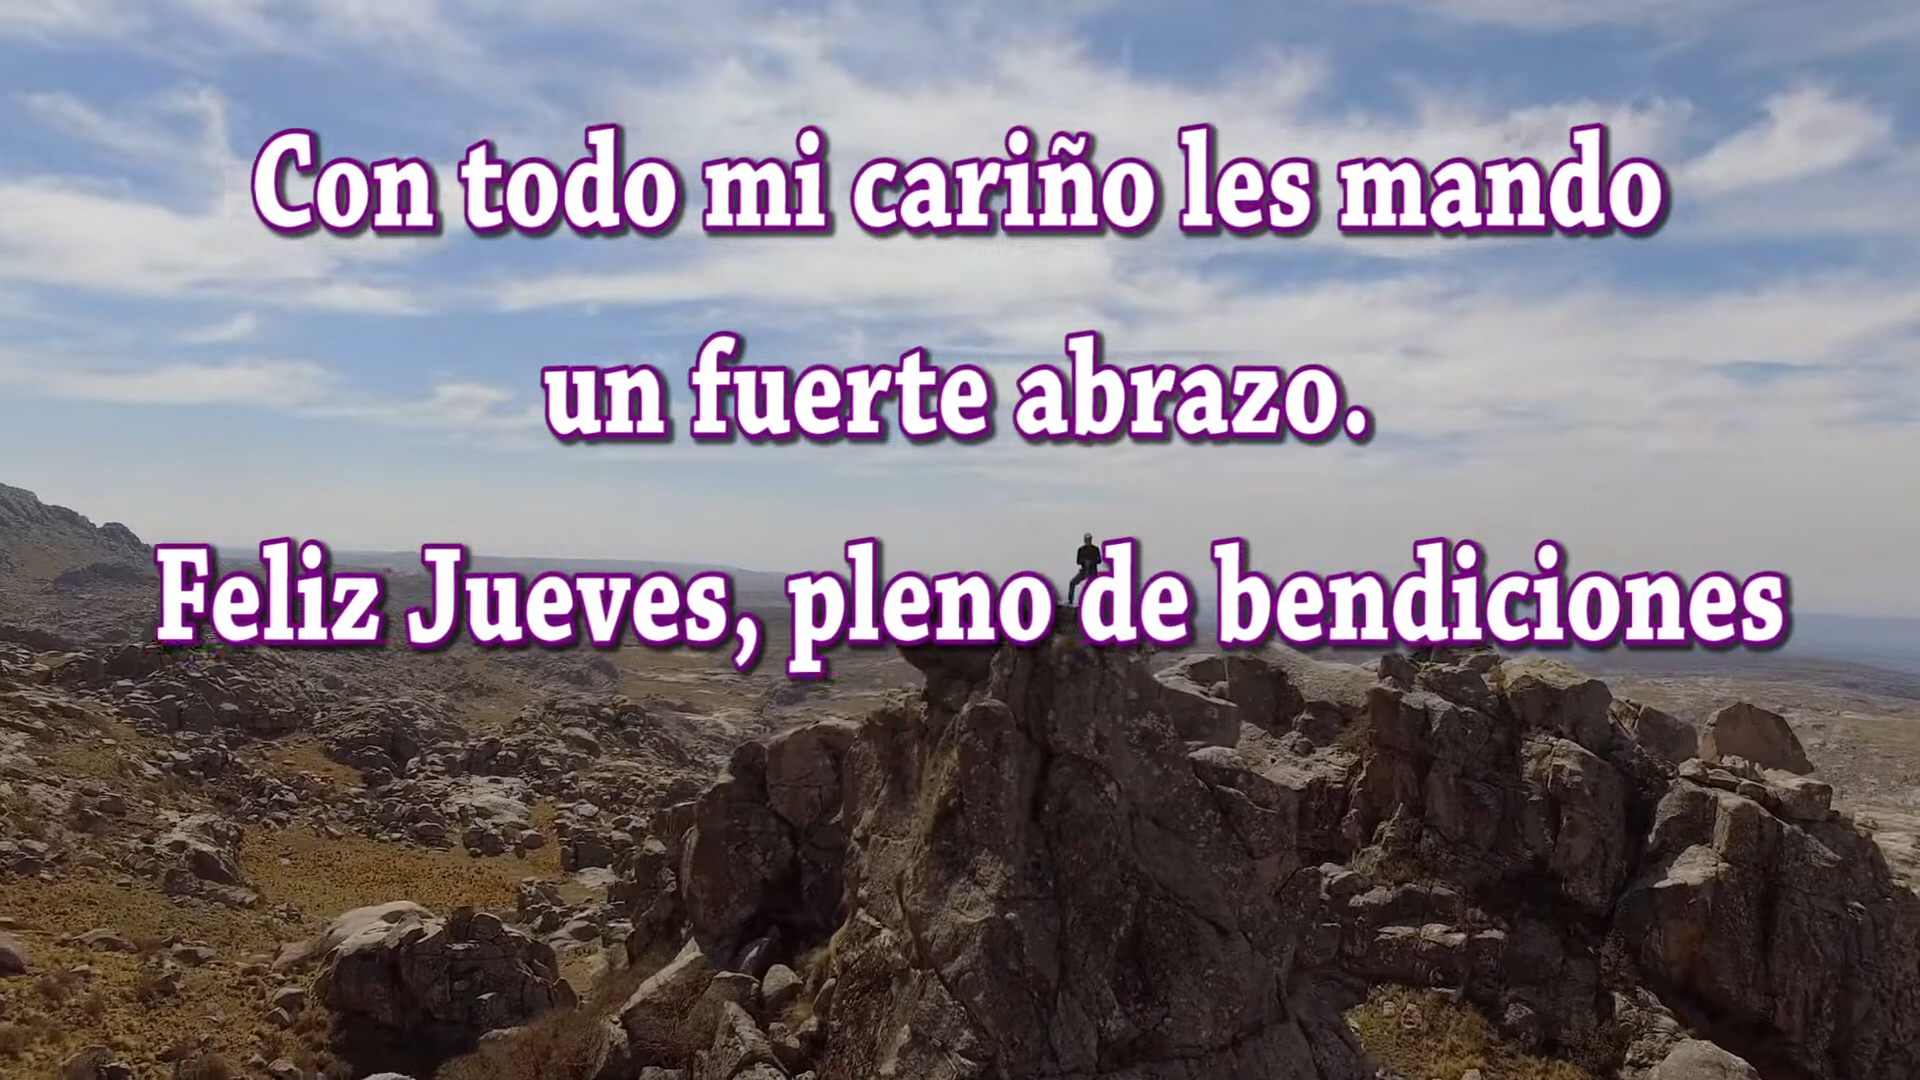 Con todo mi cariño les mando
un fuerte abrazo.
Feliz Jueves, pleno de bendiciones